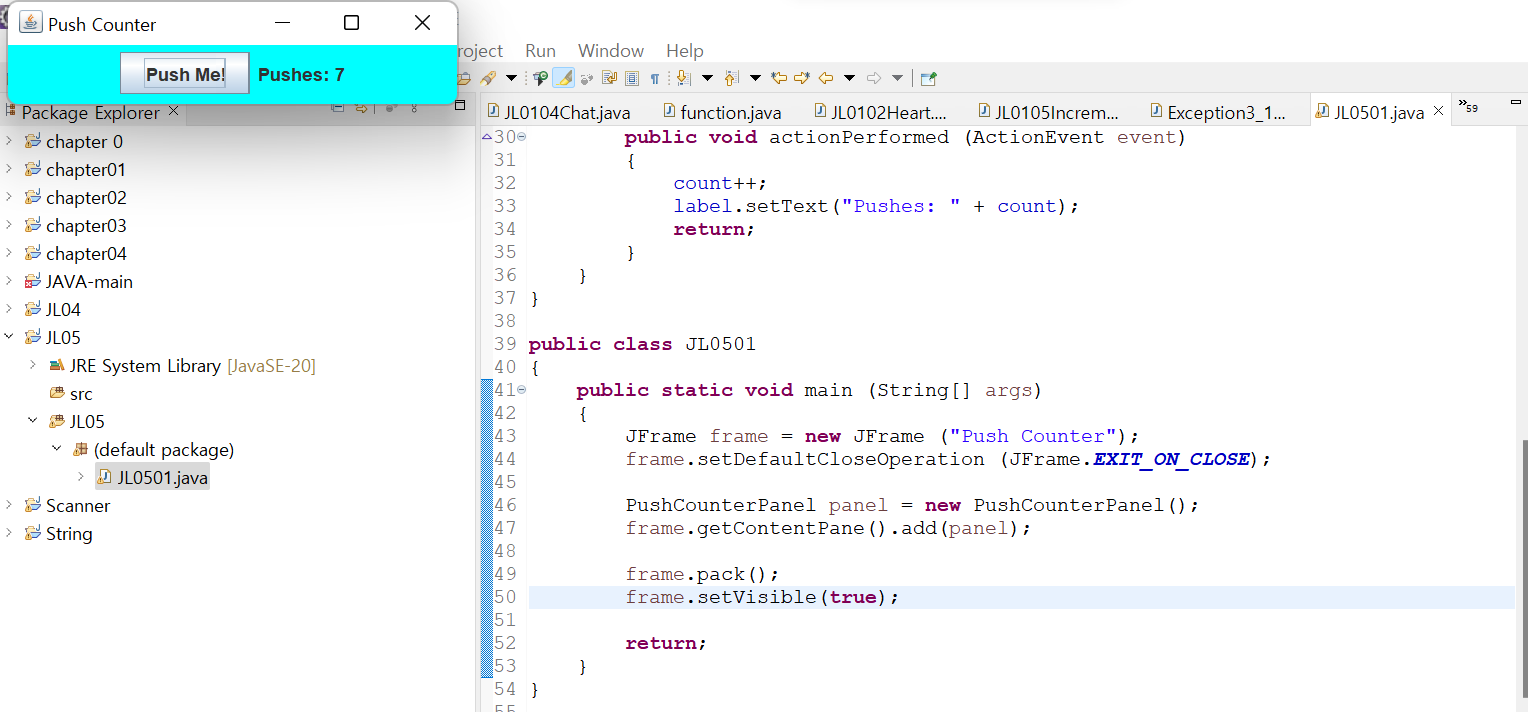 Push Counter
Push Me! Pushes: 7
roject Run Window Help
Package Explorer
JL0104Chat.java function.java JL0102Heart.... JL0105Increm... Exception3_1... JL0501.java »59
chapter 0
chapter01
chapter02
chapter03
chapter04
JAVA-main
JL04
JL05
JRE System Library [JavaSE-20]
src
JL05
(default package)
JL0501.java
Scanner
String
30 public void actionPerformed (ActionEvent event)
31 {
32 count++;
33 label.setText("Pushes: " + count);
34 return;
35 }
36 }
37 }
38
39 public class JL0501
40 {
41 public static void main (String[] args)
42 {
43 JFrame frame = new JFrame ("Push Counter");
44 frame.setDefaultCloseOperation (JFrame.EXIT_ON_CLOSE);
45
46 PushCounterPanel panel = new PushCounterPanel();
47 frame.getContentPane().add(panel);
48
49 frame.pack();
50 frame.setVisible(true);
51
52 return;
53 }
54 }
55